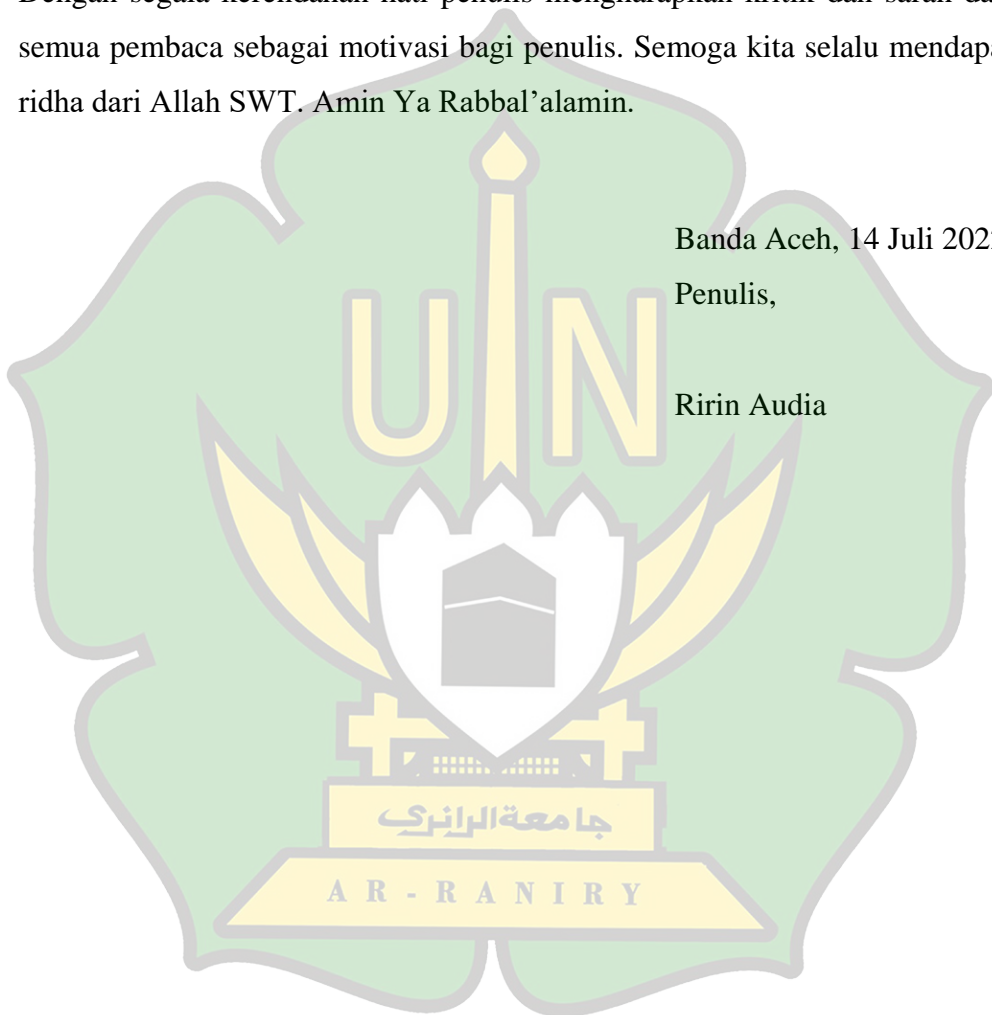 semua pembaca sebagai motivasi bagi penulis. Semoga kita selalu mendapa
ridha dari Allah SWT. Amin Ya Rabbal’alamin.
Banda Aceh, 14 Juli 202
Penulis,
Ririn Audia
UIN
جامعةالرانري
AR-RANIRY